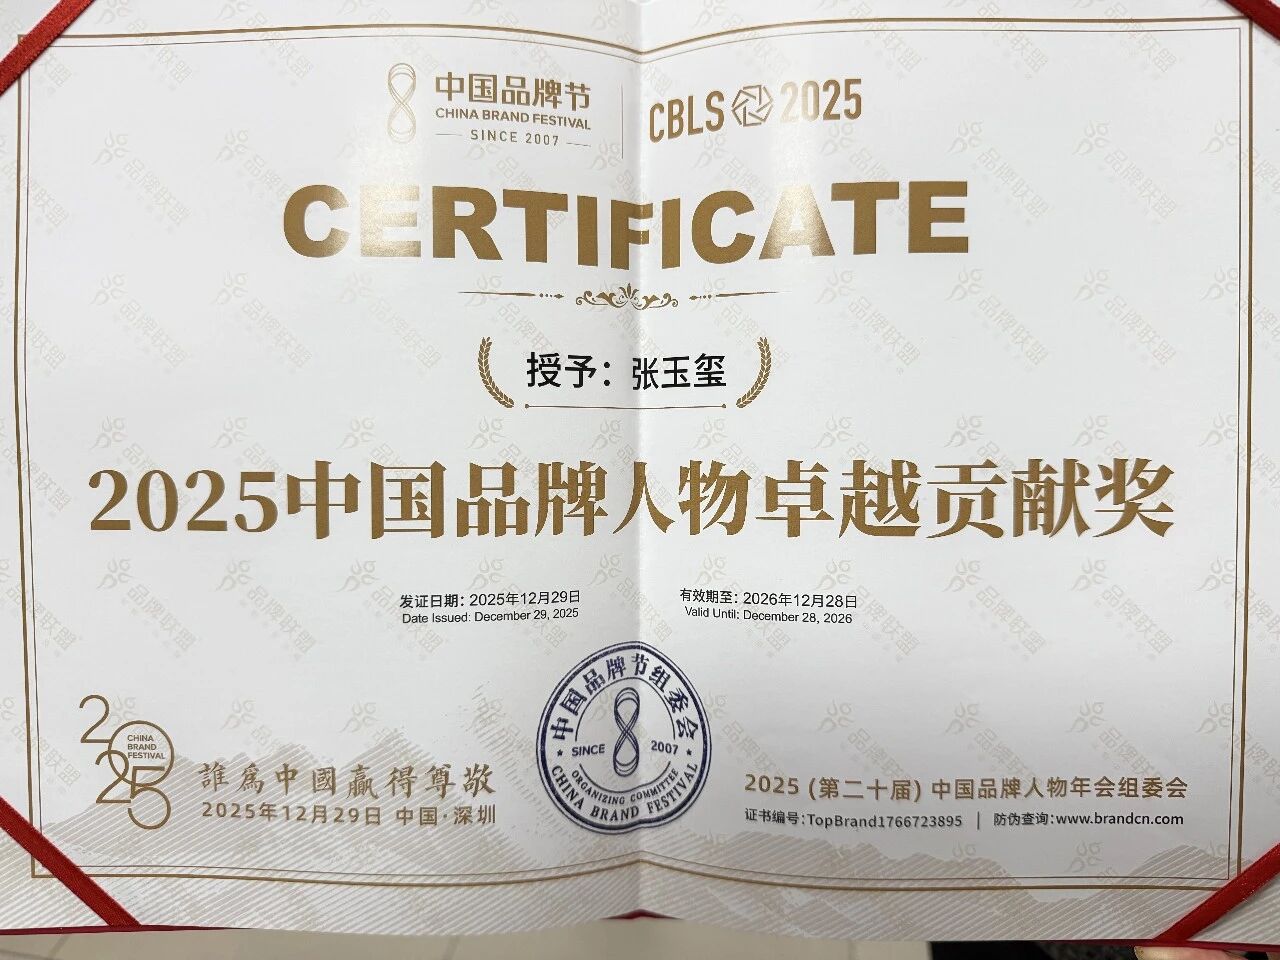 中国品牌节
CHINA BRAND FESTIVAL
SINCE 2007
CBLS 2025
CERTIFICATE
授予：张玉玺
2025中国品牌人物卓越贡献奖
发证日期：2025年12月29日
Date Issued: December 29, 2025
有效期至：2026年12月28日
Valid Until: December 28, 2026
中国品牌节组委会
SINCE 2007
ORGANIZING COMMITTEE
CHINA BRAND FESTIVAL
2025
CHINA
BRAND
FESTIVAL
誰為中國贏得尊敬
2025年12月29日 中国·深圳
2025（第二十届）中国品牌人物年会组委会
证书编号：TopBrand1766723895 | 防伪查询：www.brandcn.com
品牌联盟